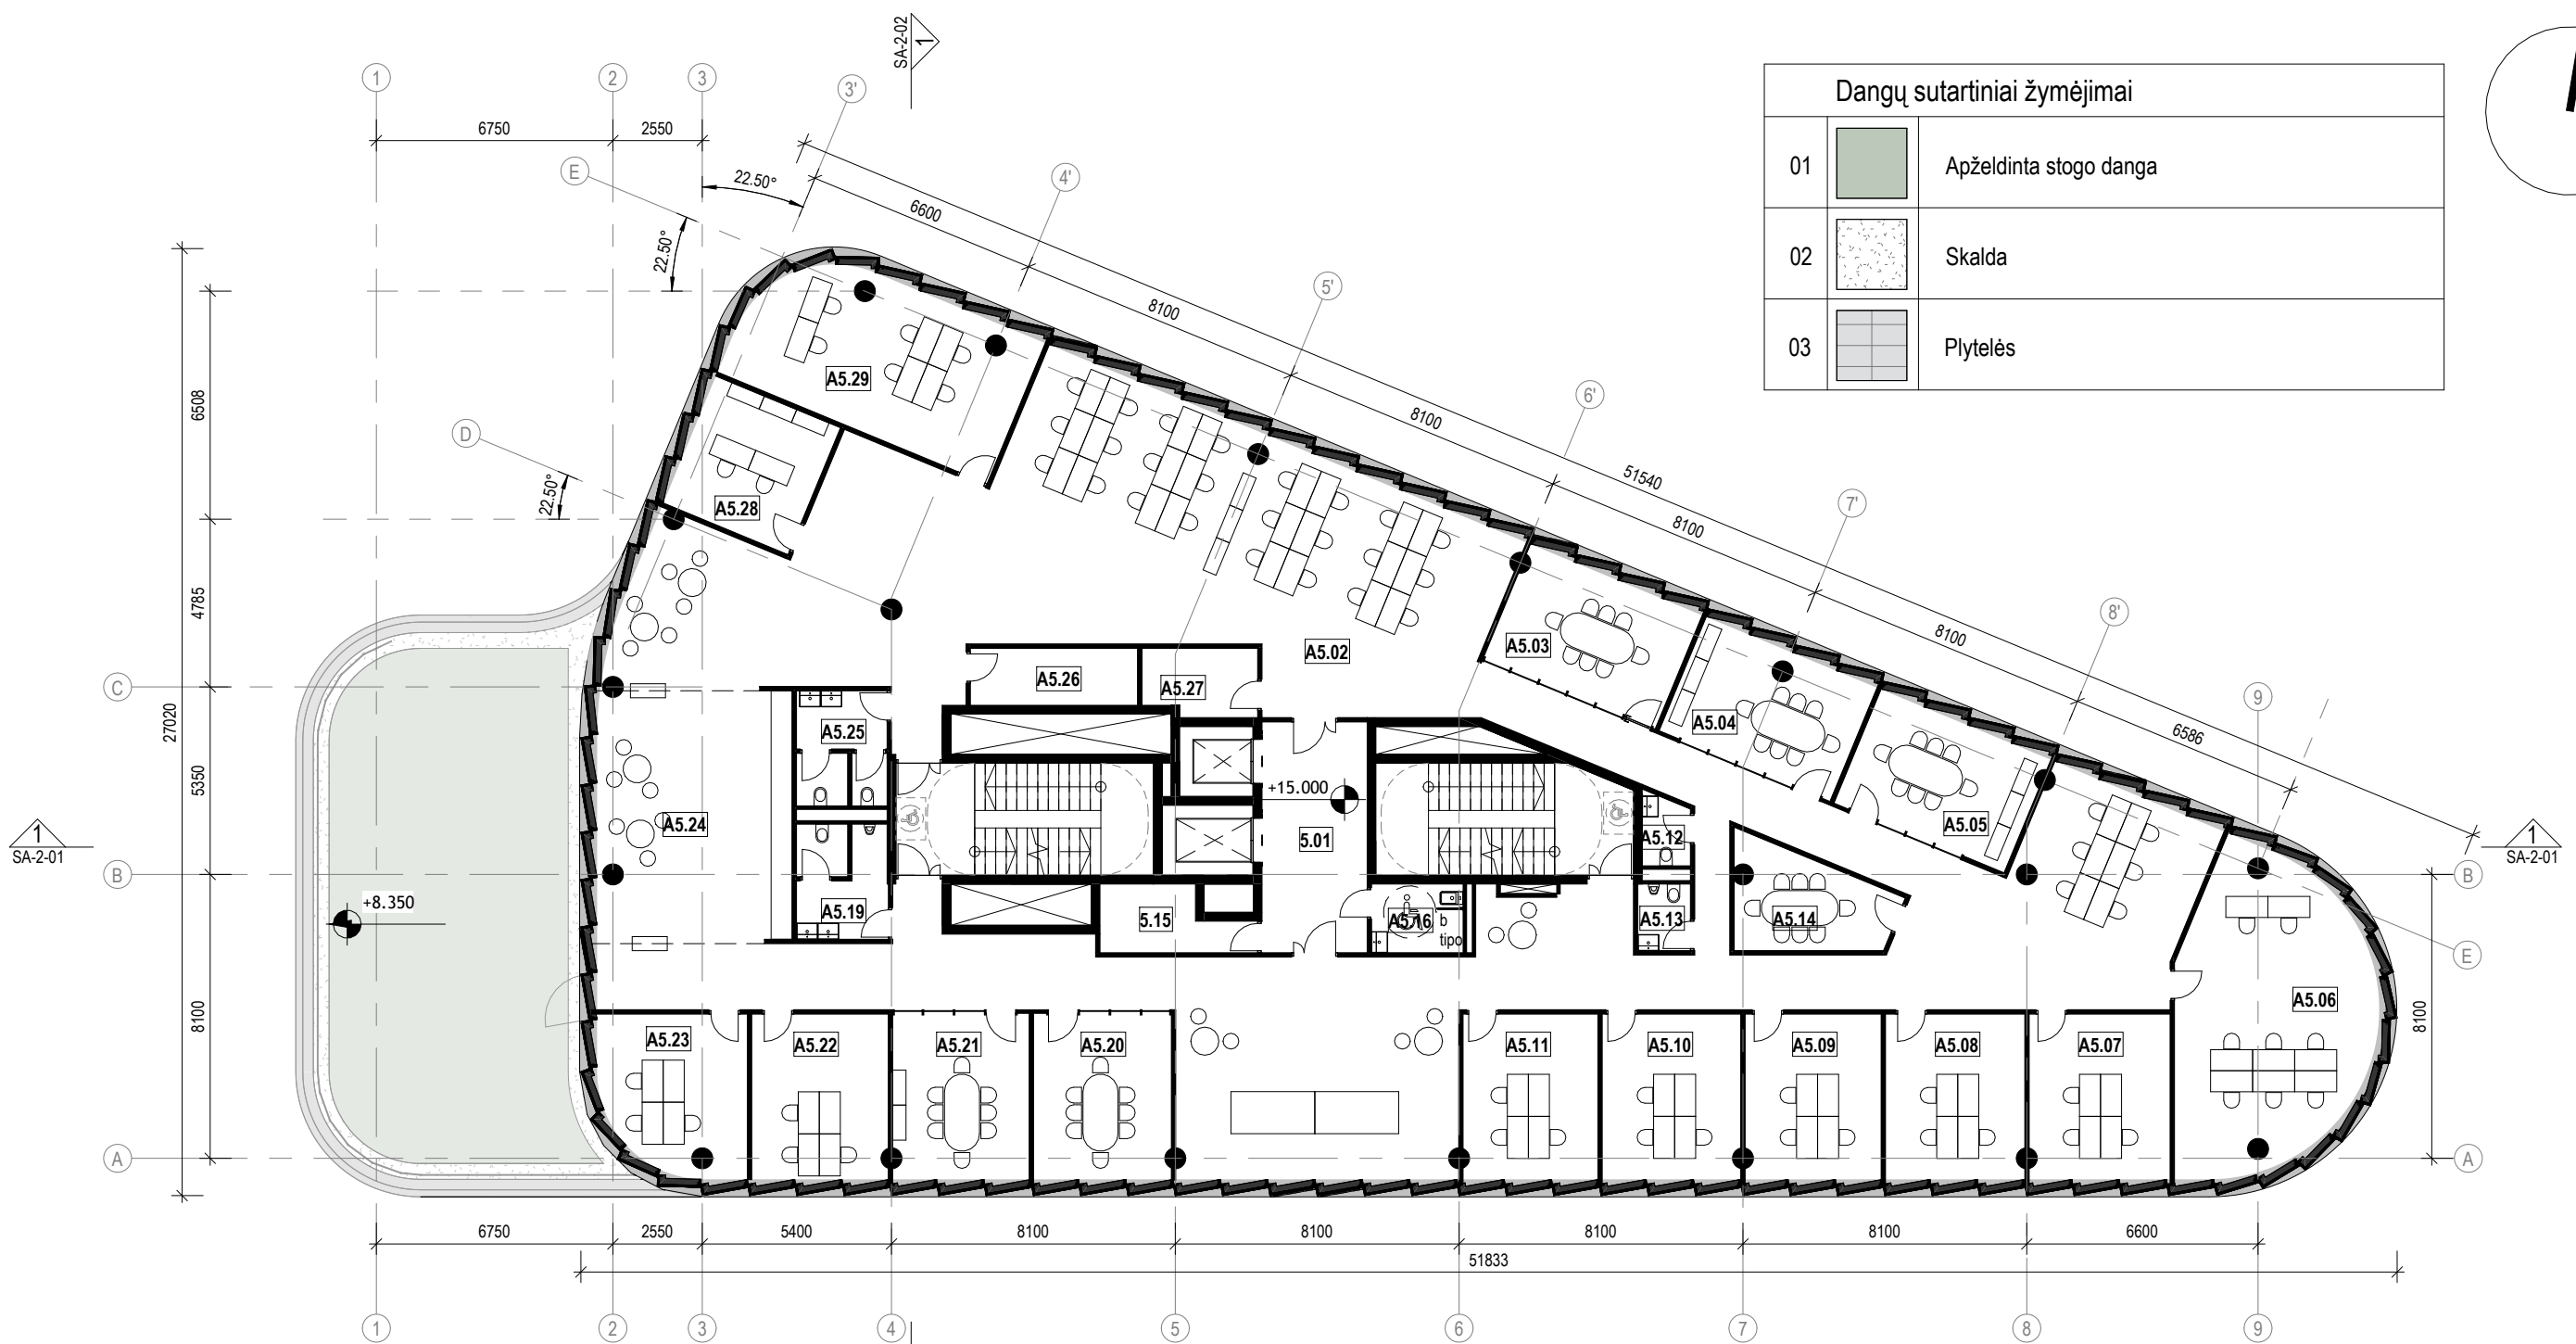 SA-2-02
1
1
2
3
3'
6750
2550
E
22.50°
4'
22.50°
6600
8100
5'
8100
6'
51540
8100
7'
8100
8'
6586
9
Dangų sutartiniai žymėjimai
01
Apželdinta stogo danga
02
Skalda
03
Plytelės
D
22.50°
6508
4785
27020
5350
8100
C
B
A
1
SA-2-01
+8.350
A5.29
A5.28
A5.02
A5.03
A5.04
A5.05
A5.26
A5.27
A5.25
A5.24
+15.000
5.01
A5.12
A5.19
5.15
A5.16
b
tipo
A5.13
A5.14
A5.06
A5.23
A5.22
A5.21
A5.20
A5.11
A5.10
A5.09
A5.08
A5.07
1
SA-2-01
B
E
8100
A
6750
2550
5400
8100
8100
8100
8100
6600
51833
1
2
3
4
5
6
7
8
9